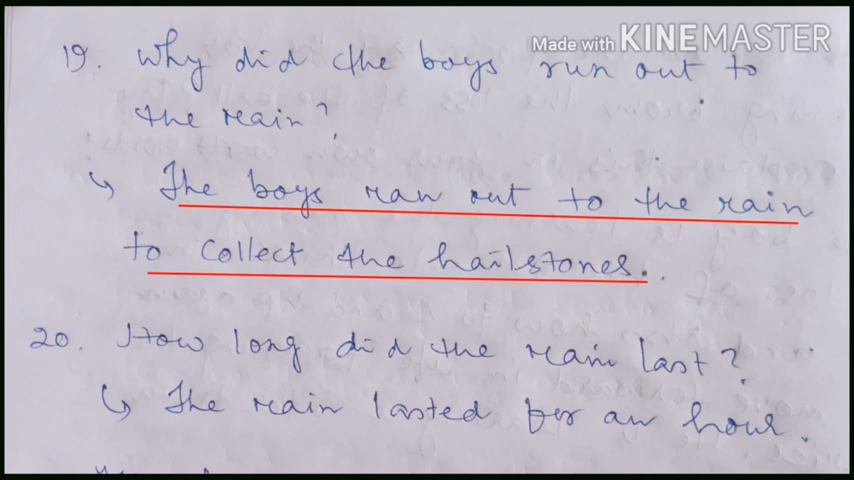 Made with KINEMASTER
19. Why did the boys run out to
the rain?
↳ The boys ran out to the rain
to collect the hailstones.
20. How long did the rain last?
↳ The rain lasted for an hour.